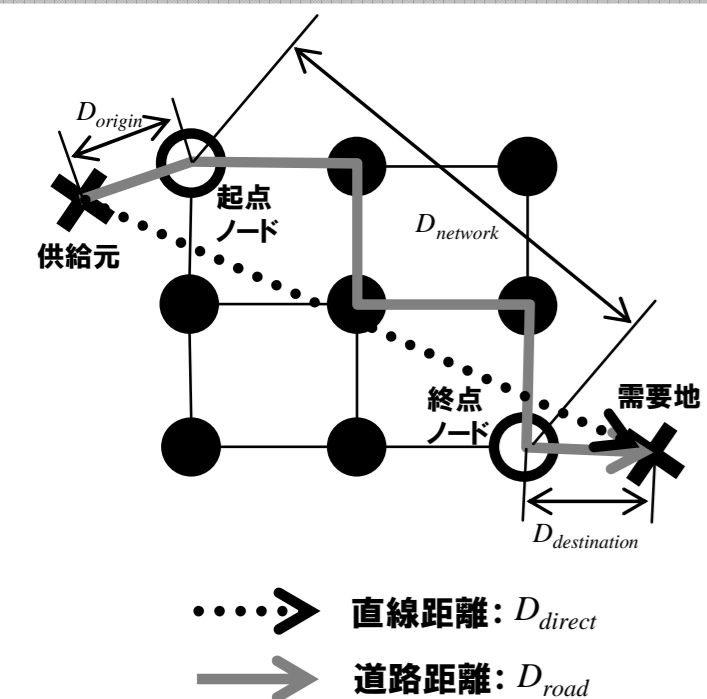 D_origin
起点
ノード
供給元
D_network
終点
ノード
需要地
D_destination
直線距離: D_direct
道路距離: D_road